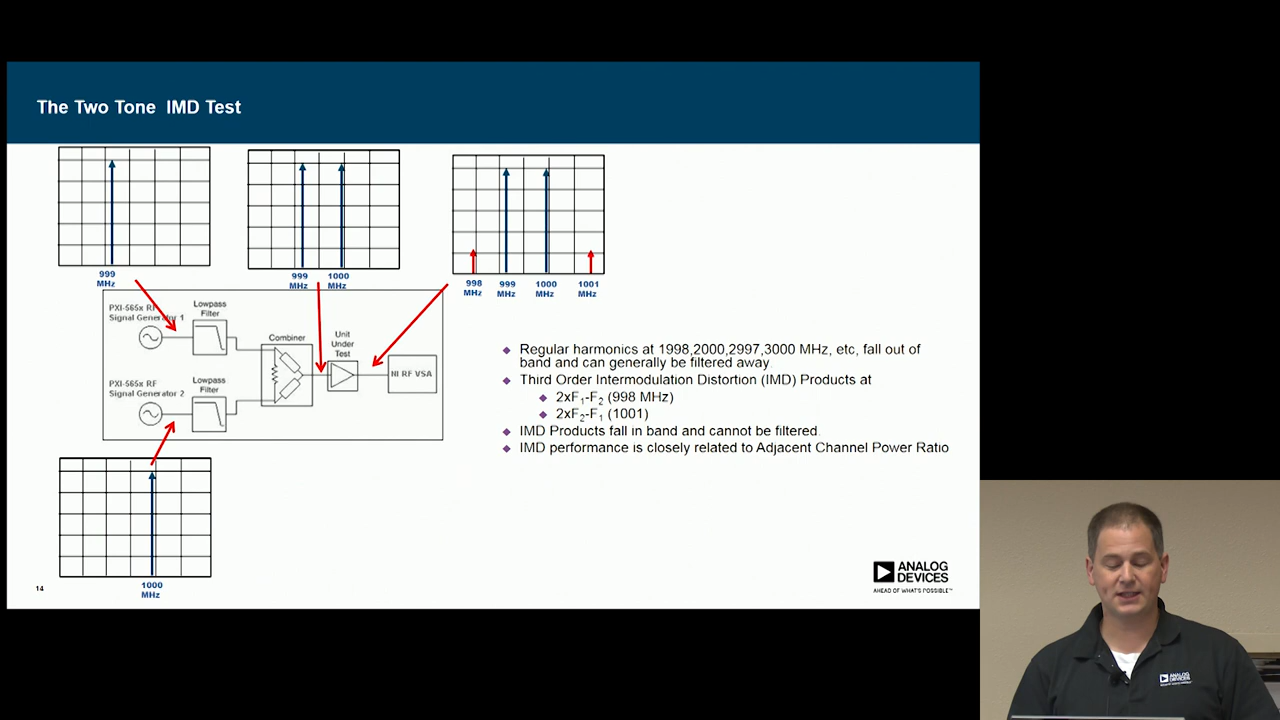 The Two Tone IMD Test
999
MHz
999
MHz
1000
MHz
998
MHz
999
MHz
1000
MHz
1001
MHz
PXI-565x RF
Signal Generator 1
Lowpass
Filter
Combiner
Unit
Under
Test
NI RF VSA
PXI-565x RF
Signal Generator 2
Lowpass
Filter
1000
MHz
Regular harmonics at 1998,2000,2997,3000 MHz, etc, fall out of
band and can generally be filtered away.
Third Order Intermodulation Distortion (IMD) Products at
2xF1-F2 (998 MHz)
2xF2-F1 (1001)
IMD Products fall in band and cannot be filtered.
IMD performance is closely related to Adjacent Channel Power Ratio
14
ANALOG
DEVICES
AHEAD OF WHAT'S POSSIBLE™
ANALOG
DEVICES